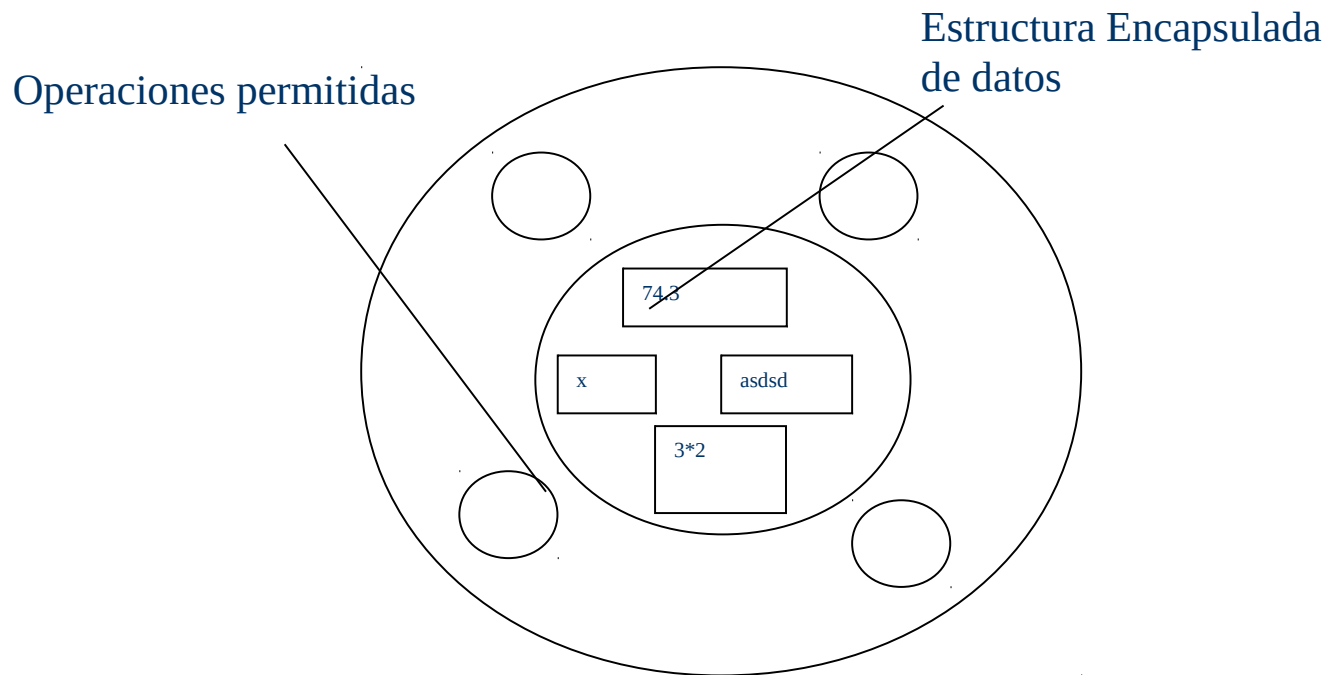 Estructura Encapsulada
de datos
Operaciones permitidas
74.3
x
asdsd
3*2